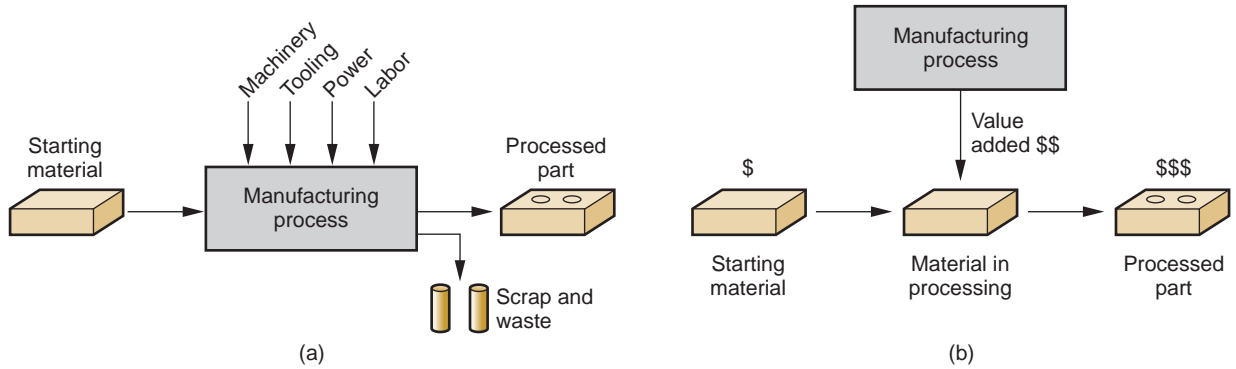 Machinery
Tooling
Power
Labor
Starting
material
Manufacturing
process
Processed
part
Scrap and
waste
(a)
Manufacturing
process
Value
added $$
$
$$$
Starting
material
Material in
processing
Processed
part
(b)